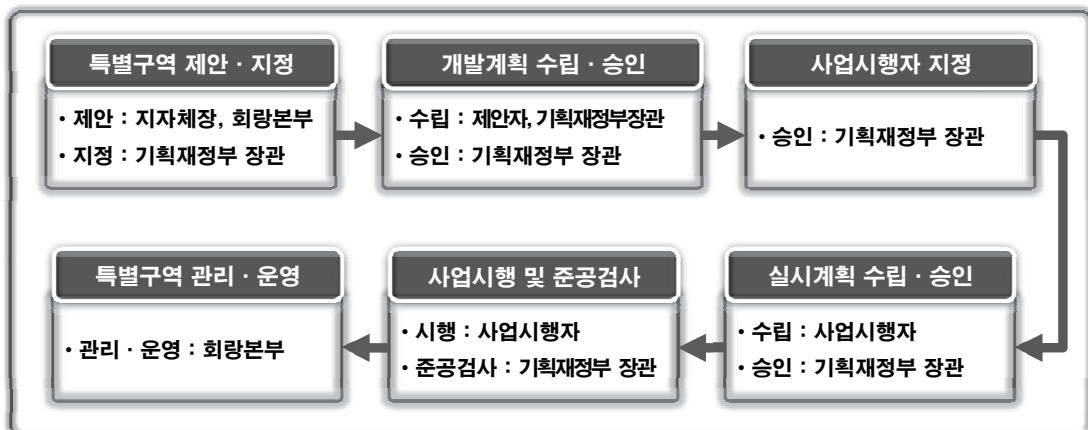 특별구역 제안 · 지정
• 제안 : 지자체장, 회랑본부
• 지정 : 기획재정부 장관
개발계획 수립 · 승인
• 수립 : 제안자, 기획재정부장관
• 승인 : 기획재정부 장관
사업시행자 지정
• 승인 : 기획재정부 장관
실시계획 수립 · 승인
• 수립 : 사업시행자
• 승인 : 기획재정부 장관
사업시행 및 준공검사
• 시행 : 사업시행자
• 준공검사 : 기획재정부 장관
특별구역 관리 · 운영
• 관리 · 운영 : 회랑본부